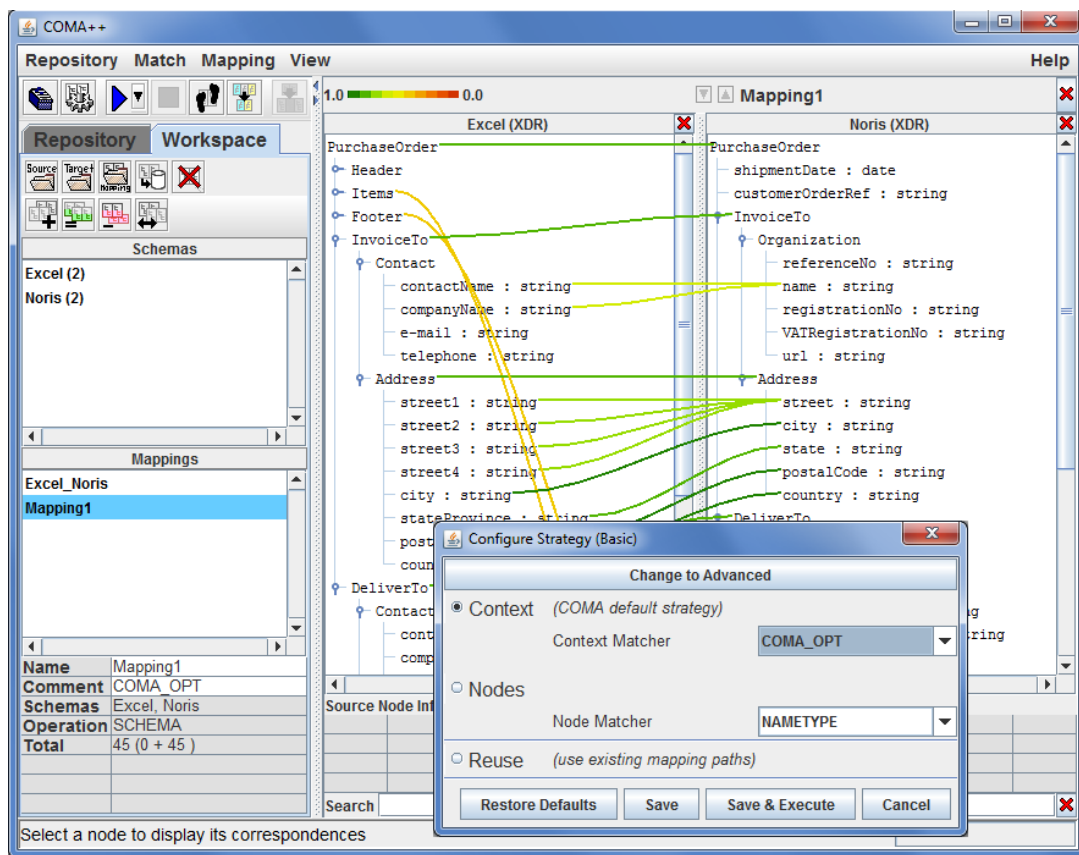 COMA++
Repository Match Mapping View Help
1.0 0.0 Mapping1
Repository Workspace
Source Target Mapping
Schemas
Excel (2)
Noris (2)
Mappings
Excel_Noris
Mapping1
Name Mapping1
Comment COMA_OPT
Schemas Excel, Noris
Operation SCHEMA
Total 45 (0 + 45 )
Excel (XDR)
PurchaseOrder
Header
Items
Footer
InvoiceTo
Contact
contactName : string
companyName : string
e-mail : string
telephone : string
Address
street1 : string
street2 : string
street3 : string
street4 : string
city : string
stateProvince : string
post
coun
DeliverTo
Contact
cont
comp
Noris (XDR)
PurchaseOrder
shipmentDate : date
customerOrderRef : string
InvoiceTo
Organization
referenceNo : string
name : string
registrationNo : string
VATRegistrationNo : string
url : string
Address
street : string
city : string
state : string
postalCode : string
country : string
DeliverTo
Source Node Inf
Search
Select a node to display its correspondences
Configure Strategy (Basic)
Change to Advanced
Context (COMA default strategy)
Context Matcher COMA_OPT
Nodes
Node Matcher NAMETYPE
Reuse (use existing mapping paths)
Restore Defaults Save Save & Execute Cancel